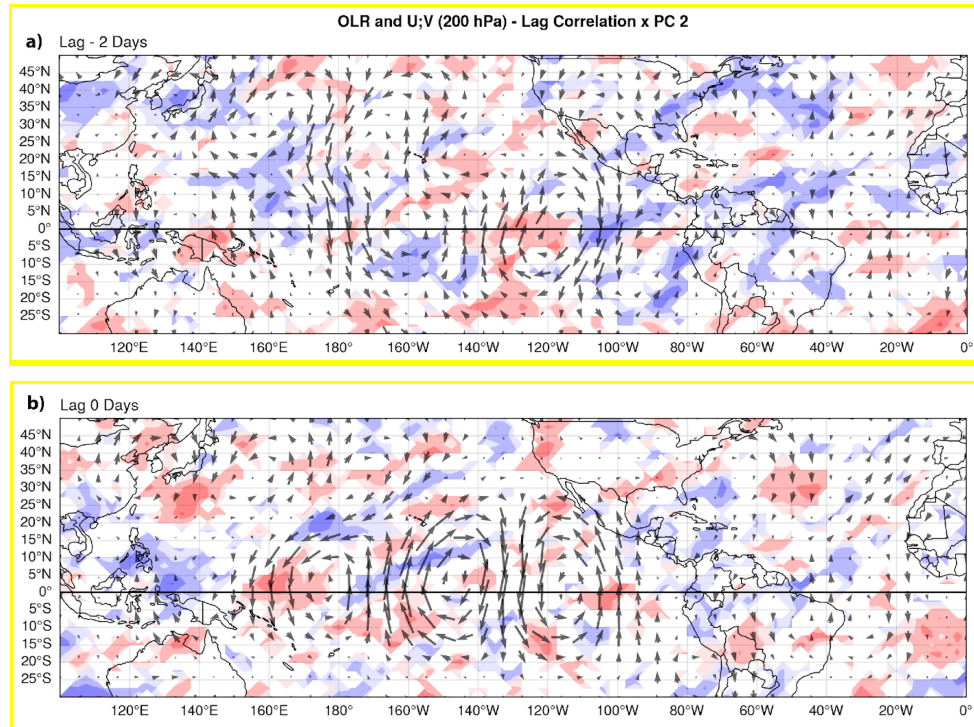 OLR and U;V (200 hPa) - Lag Correlation x PC 2
a) Lag - 2 Days
45°N
40°N
35°N
30°N
25°N
20°N
15°N
10°N
5°N
0°
5°S
10°S
15°S
20°S
25°S
120°E 140°E 160°E 180° 160°W 140°W 120°W 100°W 80°W 60°W 40°W 20°W 0°
b) Lag 0 Days
45°N
40°N
35°N
30°N
25°N
20°N
15°N
10°N
5°N
0°
5°S
10°S
15°S
20°S
25°S
120°E 140°E 160°E 180° 160°W 140°W 120°W 100°W 80°W 60°W 40°W 20°W 0°